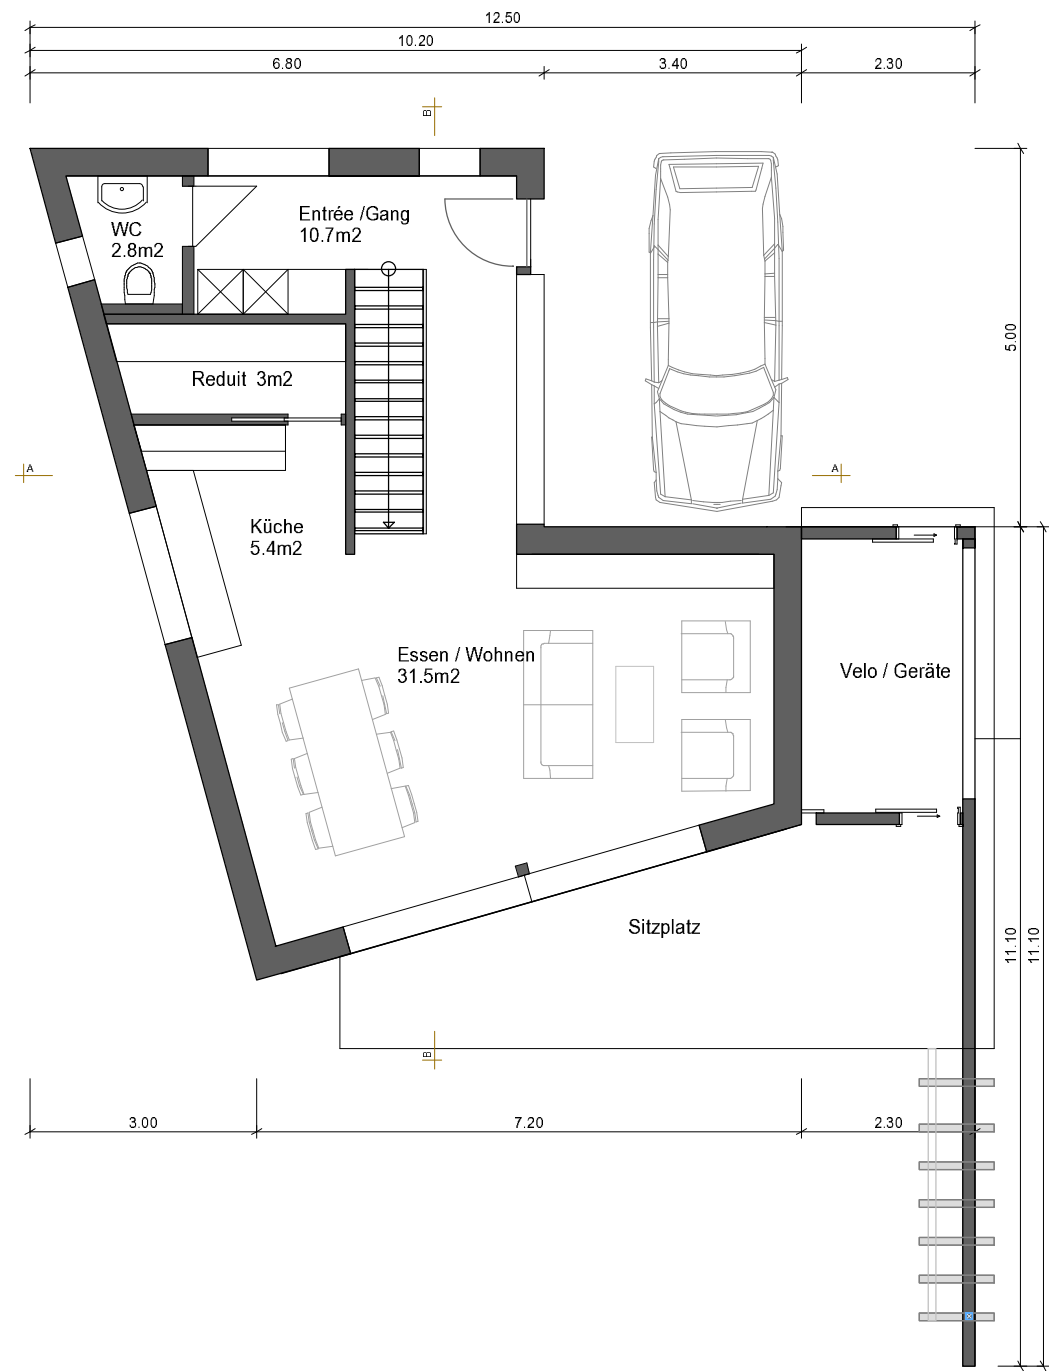 12.50
10.20
6.80
3.40
2.30
B
Entrée /Gang
10.7m2
WC
2.8m2
5.00
Reduit  3m2
A
A
Küche
5.4m2
Essen / Wohnen
31.5m2
Velo / Geräte
Sitzplatz
11.10
11.10
B
3.00
7.20
2.30